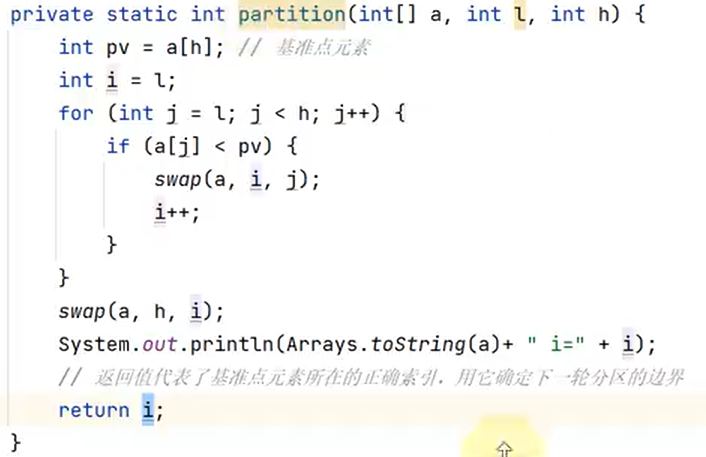 private static int partition(int[] a, int l, int h) {
    int pv = a[h]; // 基准点元素
    int i = l;
    for (int j = l; j < h; j++) {
        if (a[j] < pv) {
            swap(a, i, j);
            i++;
        }
    }
    swap(a, h, i);
    System.out.println(Arrays.toString(a)+ " i=" + i);
    // 返回值代表了基准点元素所在的正确索引，用它确定下一轮分区的边界
    return i;
}